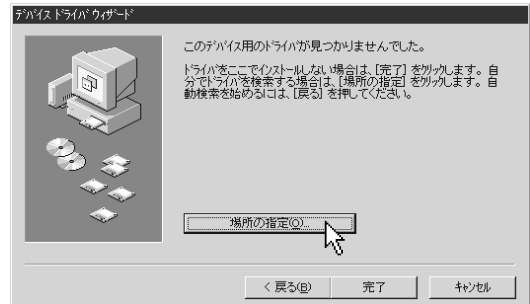 ﾃﾞﾊﾞｲｽ ﾄﾞﾗｲﾊﾞ ｳｨｻﾞｰﾄﾞ
このﾃﾞﾊﾞｲｽ用のﾄﾞﾗｲﾊﾞが見つかりませんでした。
ﾄﾞﾗｲﾊﾞをここでｲﾝｽﾄｰﾙしない場合は、[完了] をｸﾘｯｸします。自
分でﾄﾞﾗｲﾊﾞを検索する場合は、[場所の指定] をｸﾘｯｸします。自
動検索を始めるには、[戻る] を押してください。
場所の指定(O)...
< 戻る(B)
完了
ｷｬﾝｾﾙ